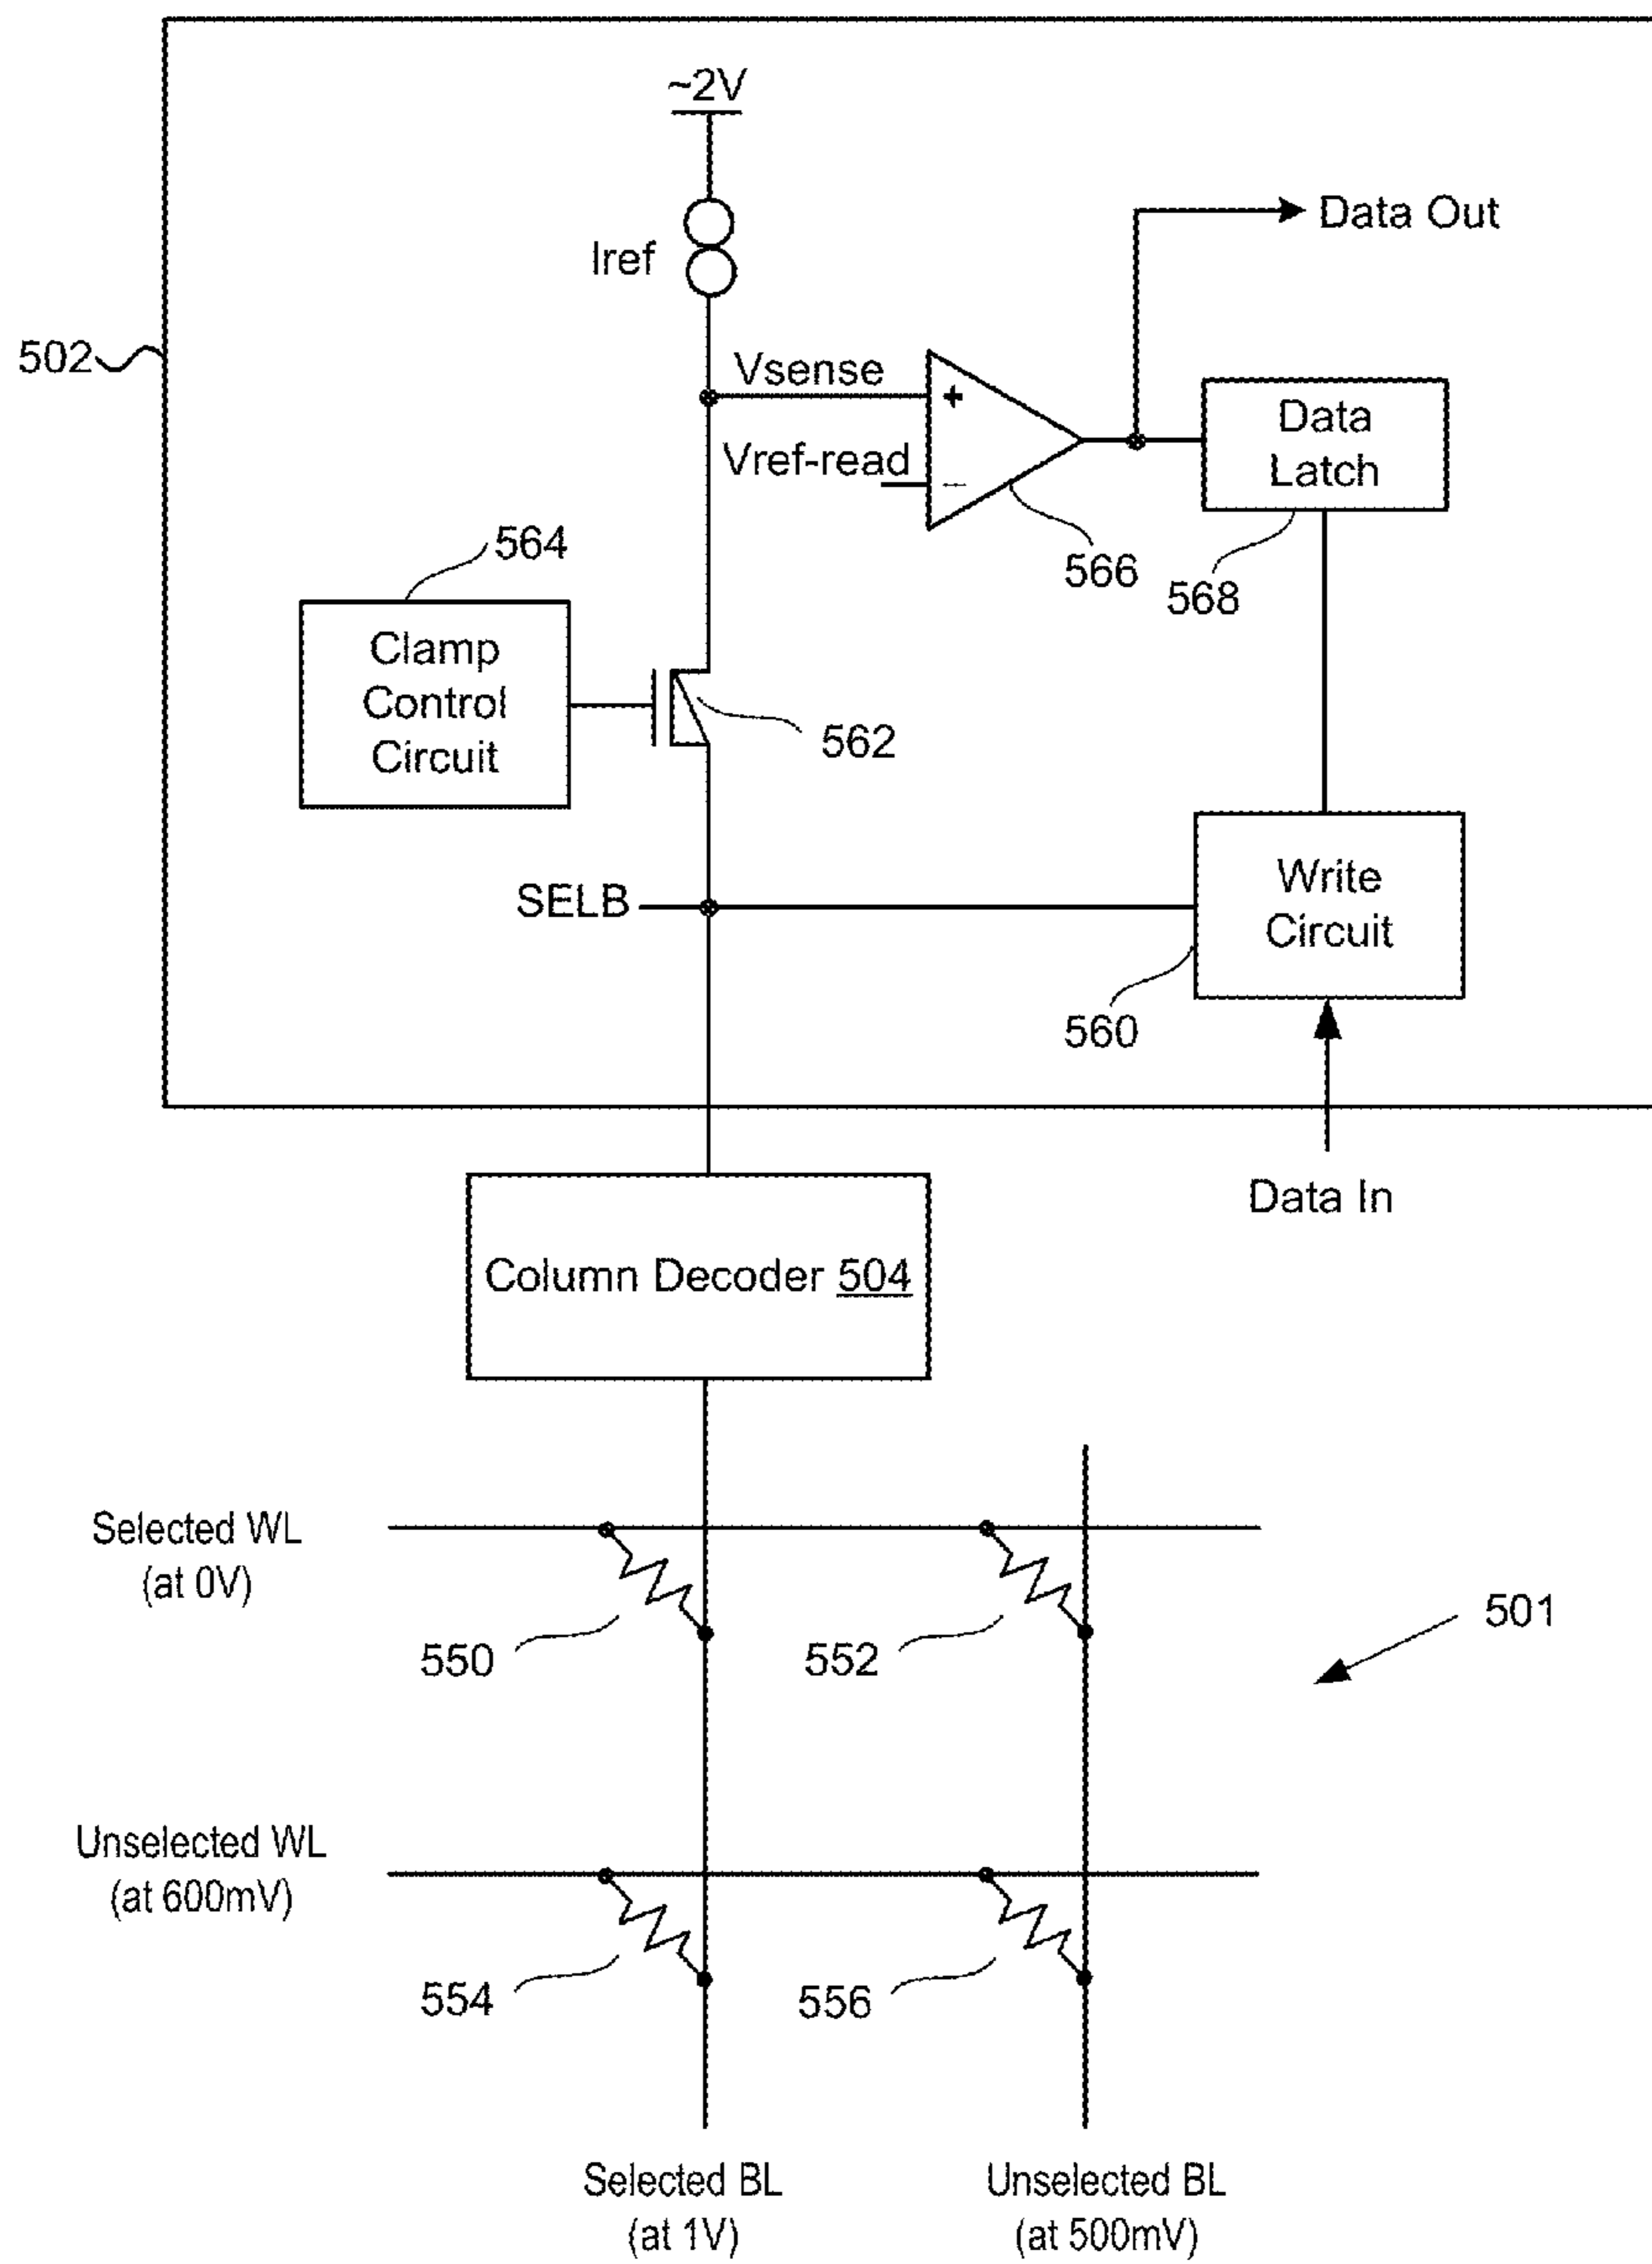 ~2V
Data Out
Iref
502
Vsense
+
Vref-read
−
Data
Latch
564
566
568
Clamp
Control
Circuit
562
SELB
Write
Circuit
560
Data In
Column Decoder 504
Selected WL
(at 0V)
501
550
552
Unselected WL
(at 600mV)
554
556
Selected BL
(at 1V)
Unselected BL
(at 500mV)